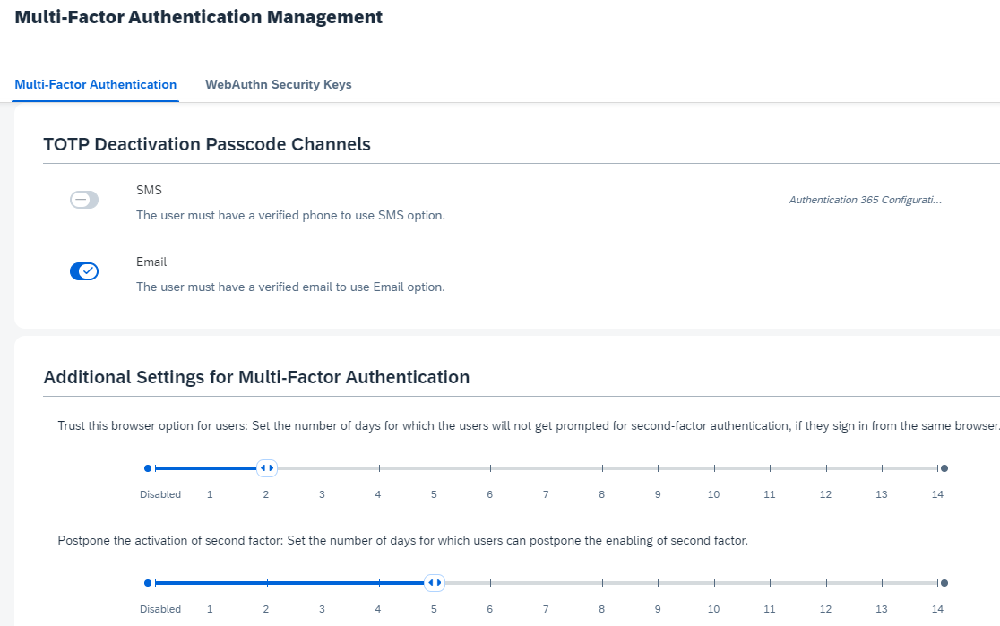 Multi-Factor Authentication Management
Multi-Factor Authentication WebAuthn Security Keys
TOTP Deactivation Passcode Channels
SMS
The user must have a verified phone to use SMS option.
Authentication 365 Configurati...
Email
The user must have a verified email to use Email option.
Additional Settings for Multi-Factor Authentication
Trust this browser option for users: Set the number of days for which the users will not get prompted for second-factor authentication, if they sign in from the same browser.
Disabled 1 2 3 4 5 6 7 8 9 10 11 12 13 14
Postpone the activation of second factor: Set the number of days for which users can postpone the enabling of second factor.
Disabled 1 2 3 4 5 6 7 8 9 10 11 12 13 14